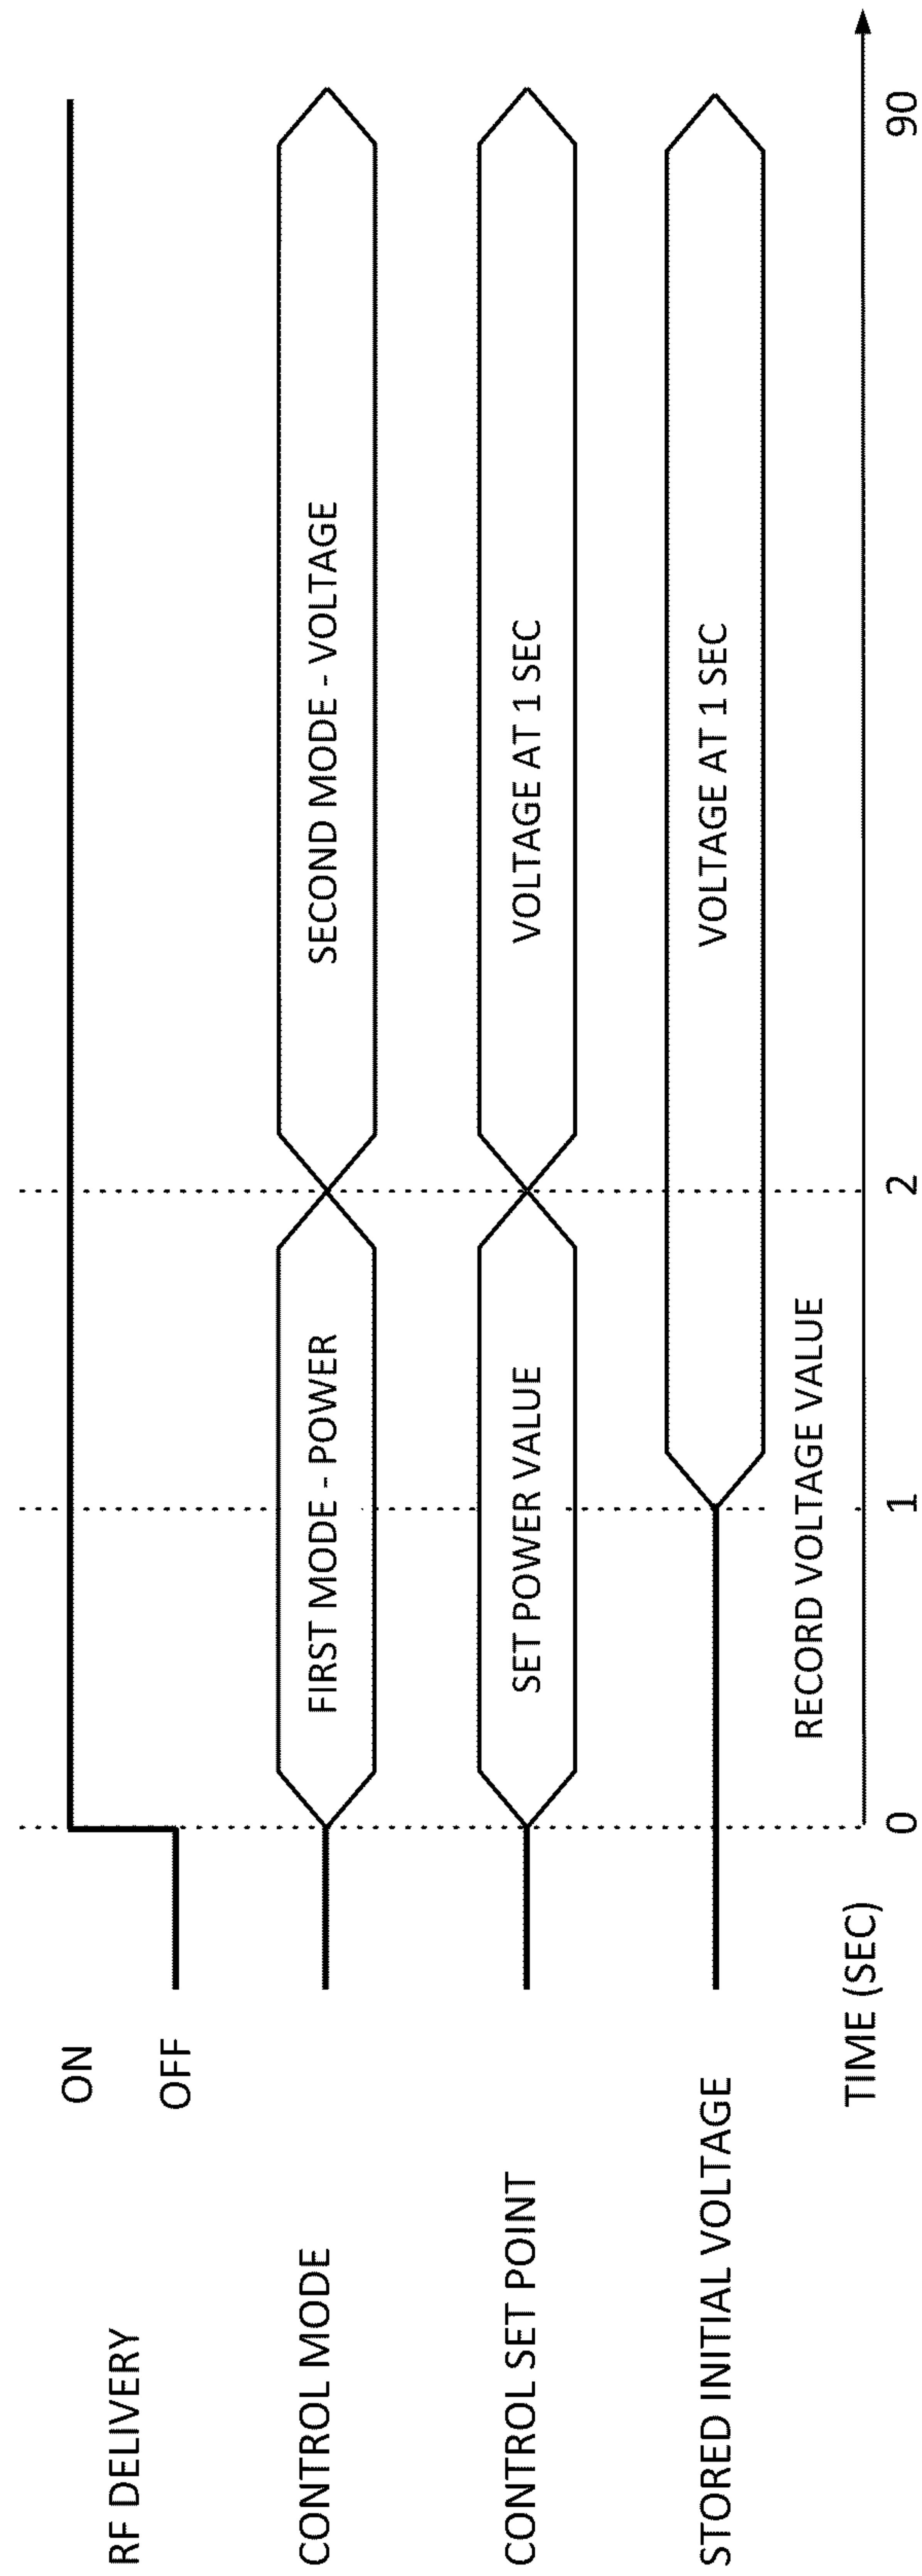 RF DELIVERY
ON
OFF
CONTROL MODE
FIRST MODE - POWER
SECOND MODE - VOLTAGE
CONTROL SET POINT
SET POWER VALUE
VOLTAGE AT 1 SEC
STORED INITIAL VOLTAGE
VOLTAGE AT 1 SEC
RECORD VOLTAGE VALUE
TIME (SEC)
0
1
2
90